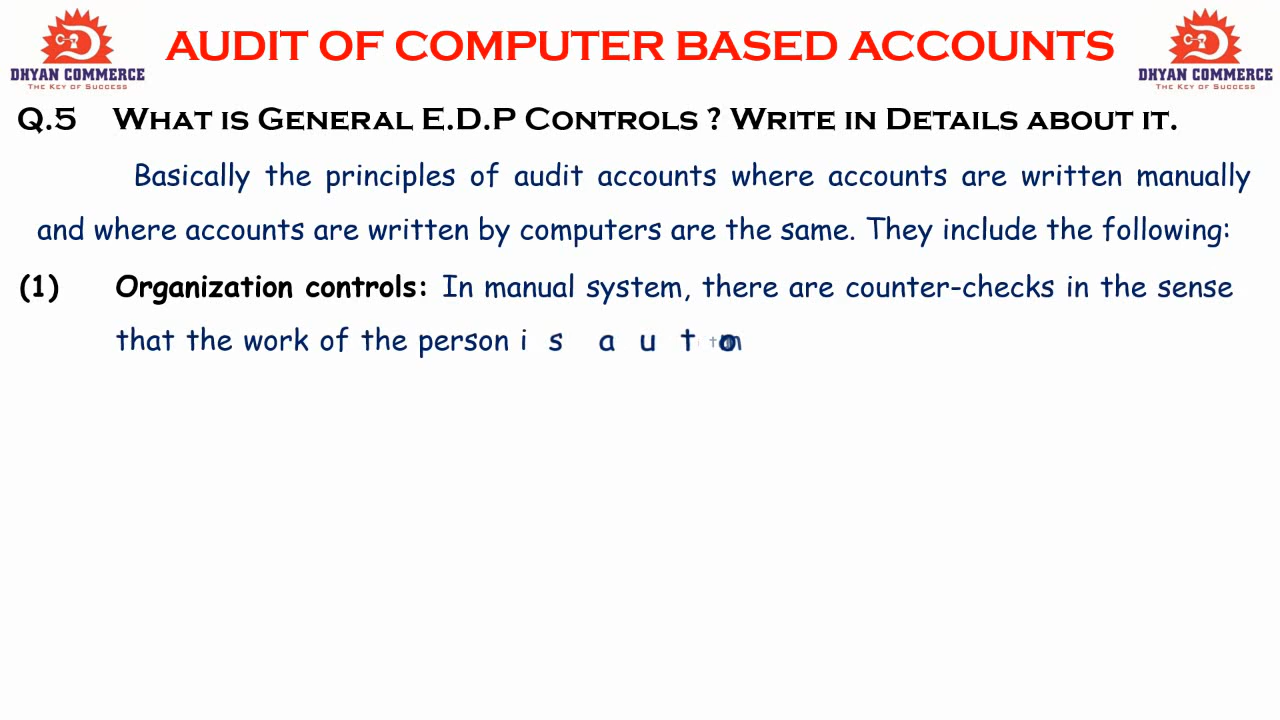 DHYAN COMMERCE
The Key of Success
AUDIT OF COMPUTER BASED ACCOUNTS
DHYAN COMMERCE
The Key of Success
Q.5 What is General E.D.P Controls ? Write in Details about it.
Basically the principles of audit accounts where accounts are written manually
and where accounts are written by computers are the same. They include the following:
(1) Organization controls: In manual system, there are counter-checks in the sense
that the work of the person is